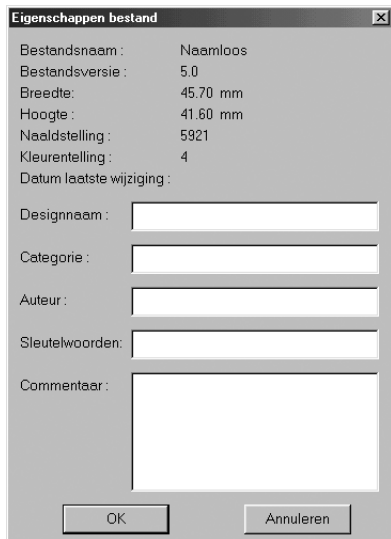 Eigenschappen bestand
Bestandsnaam : Naamloos
Bestandsversie : 5.0
Breedte: 45.70 mm
Hoogte : 41.60 mm
Naaldstelling : 5921
Kleurentelling : 4
Datum laatste wijziging :
Designnaam :
Categorie :
Auteur :
Sleutelwoorden:
Commentaar :
OK Annuleren